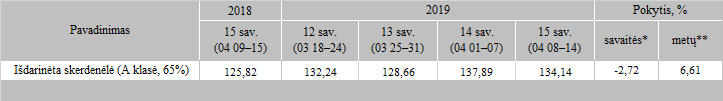 Pavadinimas
2018
2019
Pokytis, %
15 sav.
(04 09–15)
12 sav.
(03 18–24)
13 sav.
(03 25–31)
14 sav.
(04 01–07)
15 sav.
(04 08–14)
savaitės*
metų**
Išdarinėta skerdenėlė (A klasė, 65%) 125,82 132,24 128,66 137,89 134,14 -2,72 6,61